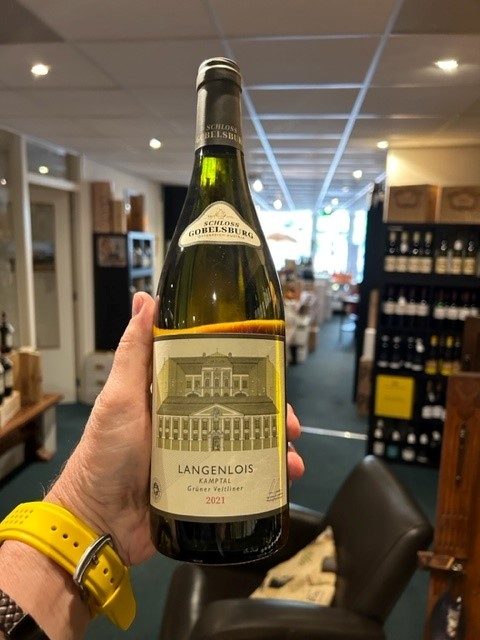 SCHLOSS
GOBELSBURG
SCHLOSS
GOBELSBURG
LANGENLOIS
KAMPTAL
Grüner Veltliner
2021